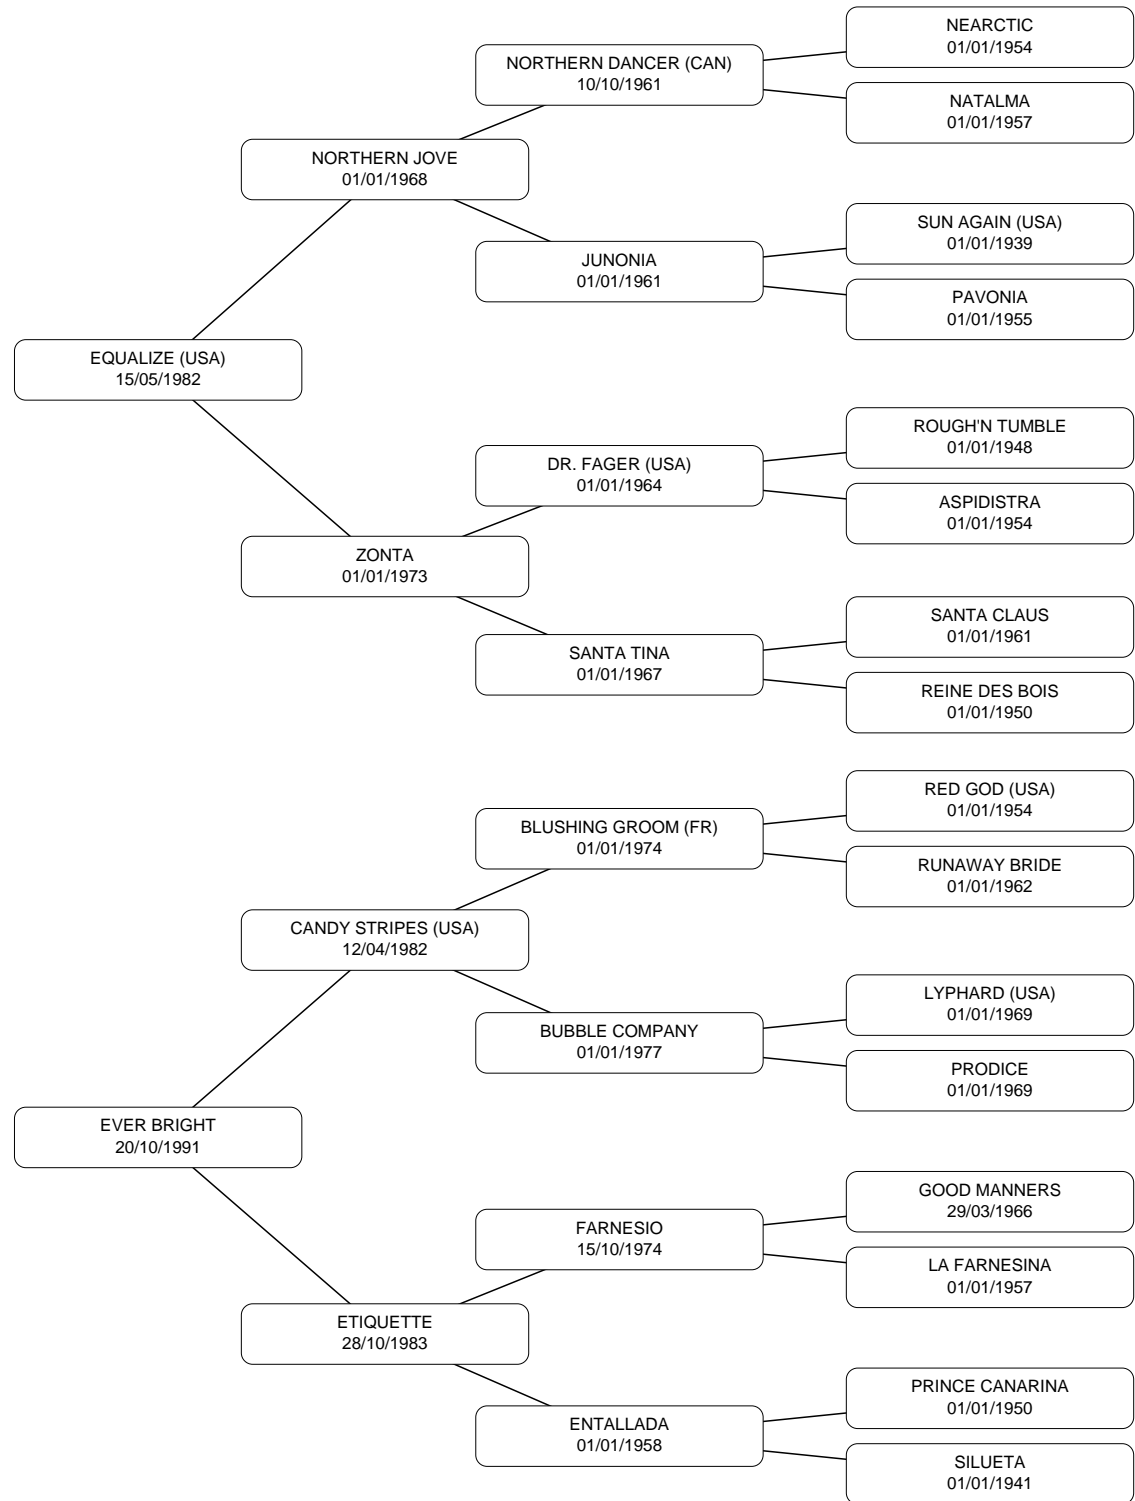 NEARCTIC
01/01/1954
NORTHERN DANCER (CAN)
10/10/1961
NATALMA
01/01/1957
NORTHERN JOVE
01/01/1968
SUN AGAIN (USA)
01/01/1939
JUNONIA
01/01/1961
PAVONIA
01/01/1955
EQUALIZE (USA)
15/05/1982
ROUGH'N TUMBLE
01/01/1948
DR. FAGER (USA)
01/01/1964
ASPIDISTRA
01/01/1954
ZONTA
01/01/1973
SANTA CLAUS
01/01/1961
SANTA TINA
01/01/1967
REINE DES BOIS
01/01/1950
RED GOD (USA)
01/01/1954
BLUSHING GROOM (FR)
01/01/1974
RUNAWAY BRIDE
01/01/1962
CANDY STRIPES (USA)
12/04/1982
LYPHARD (USA)
01/01/1969
BUBBLE COMPANY
01/01/1977
PRODICE
01/01/1969
EVER BRIGHT
20/10/1991
GOOD MANNERS
29/03/1966
FARNESIO
15/10/1974
LA FARNESINA
01/01/1957
ETIQUETTE
28/10/1983
PRINCE CANARINA
01/01/1950
ENTALLADA
01/01/1958
SILUETA
01/01/1941